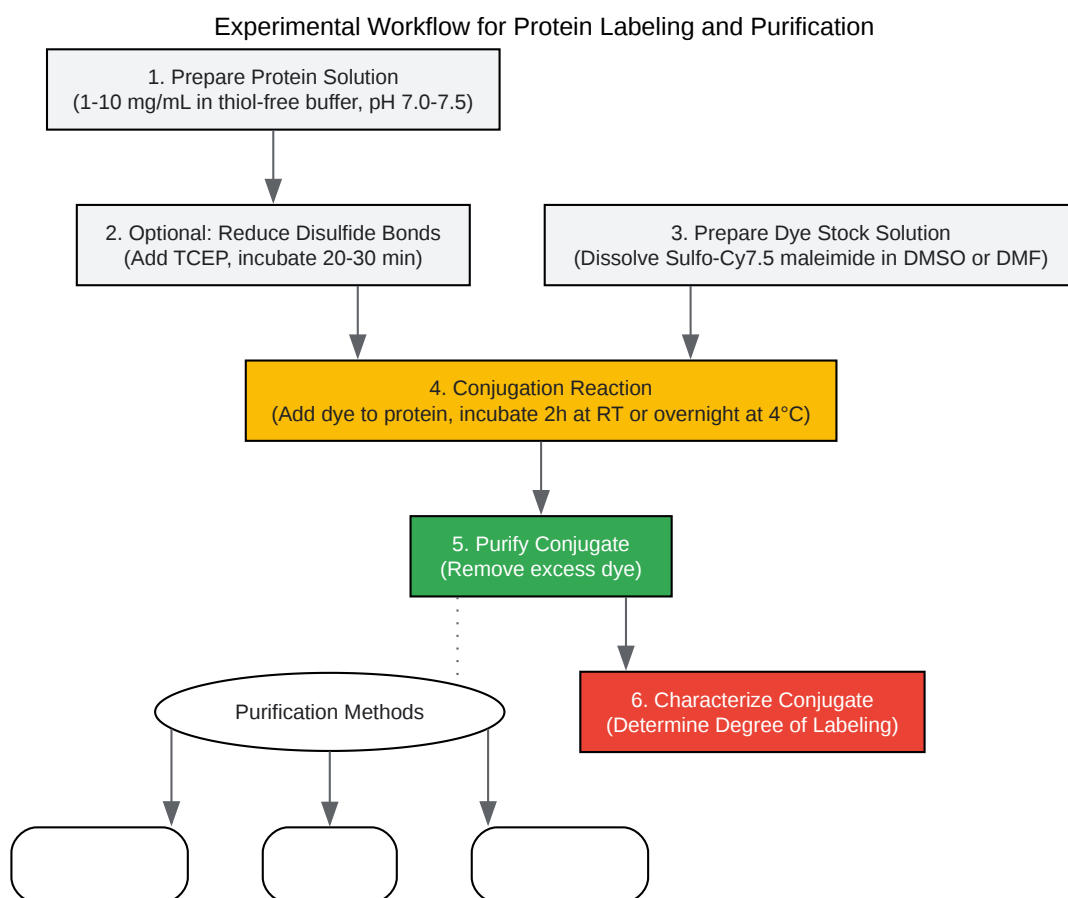 Experimental Workflow for Protein Labeling and Purification
1. Prepare Protein Solution
(1-10 mg/mL in thiol-free buffer, pH 7.0-7.5)
2. Optional: Reduce Disulfide Bonds
(Add TCEP, incubate 20-30 min)
3. Prepare Dye Stock Solution
(Dissolve Sulfo-Cy7.5 maleimide in DMSO or DMF)
4. Conjugation Reaction
(Add dye to protein, incubate 2h at RT or overnight at 4°C)
5. Purify Conjugate
(Remove excess dye)
Purification Methods
6. Characterize Conjugate
(Determine Degree of Labeling)